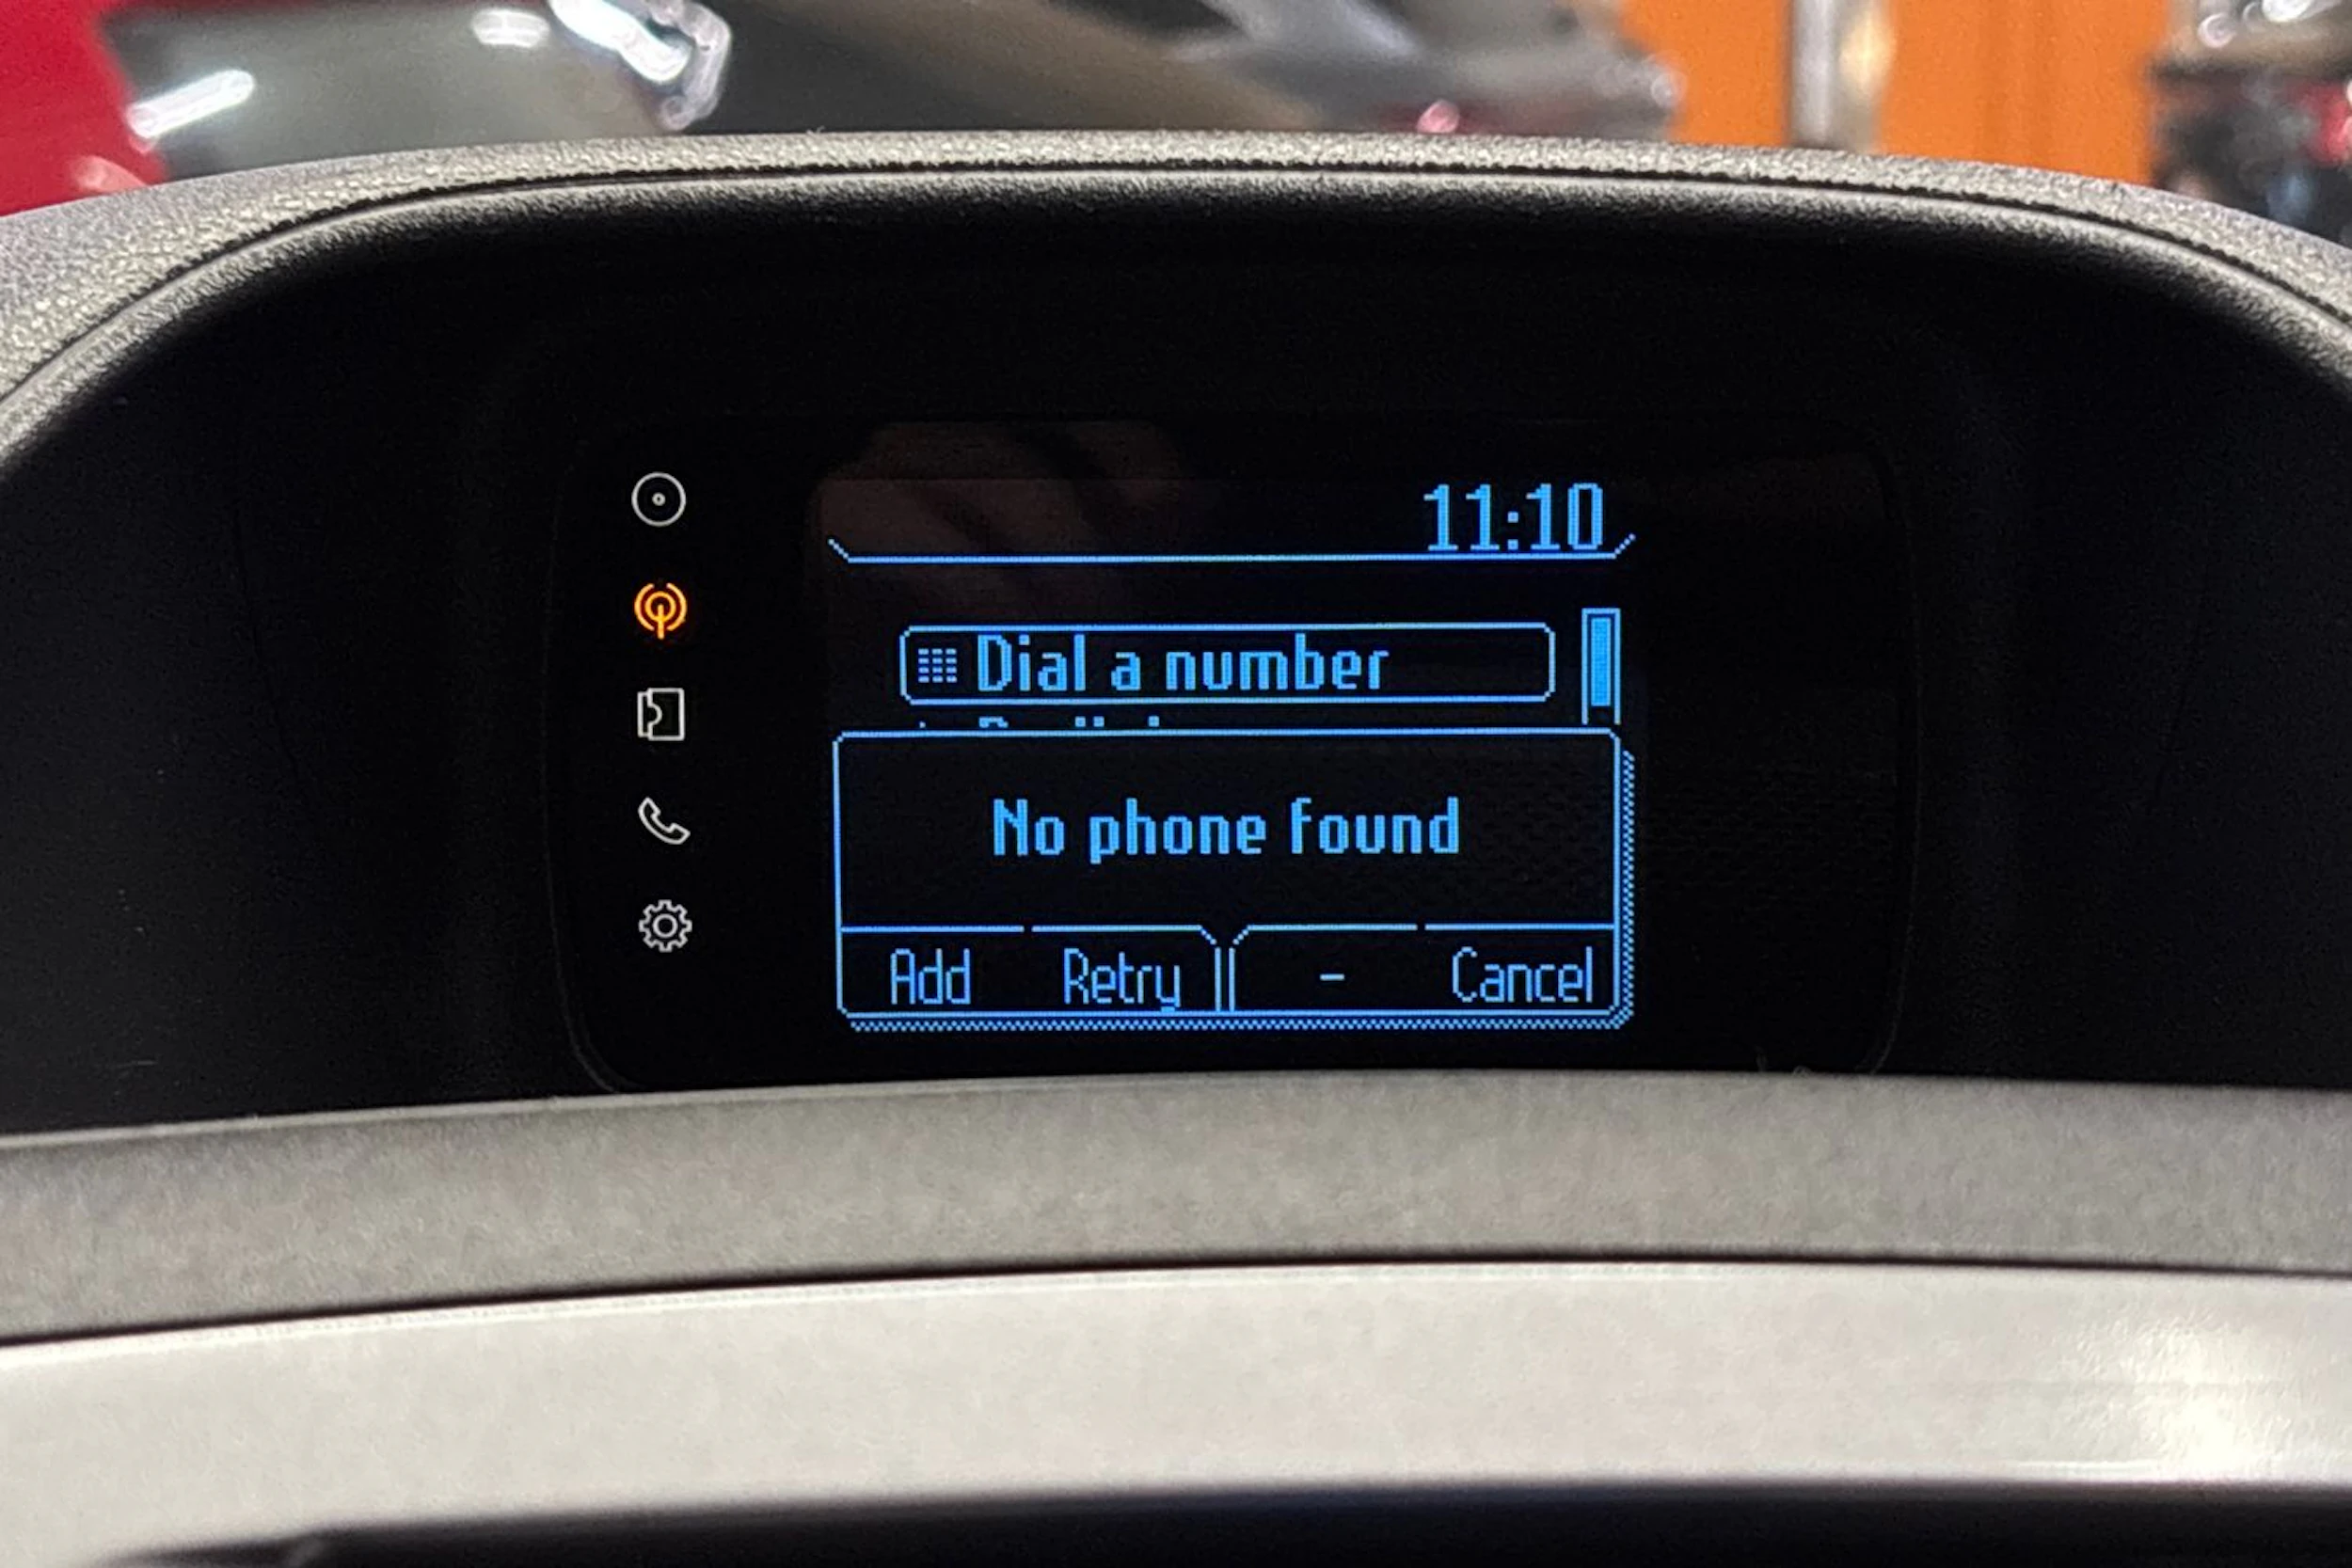 11:10
Dial a number
No phone found
Add Retry - Cancel